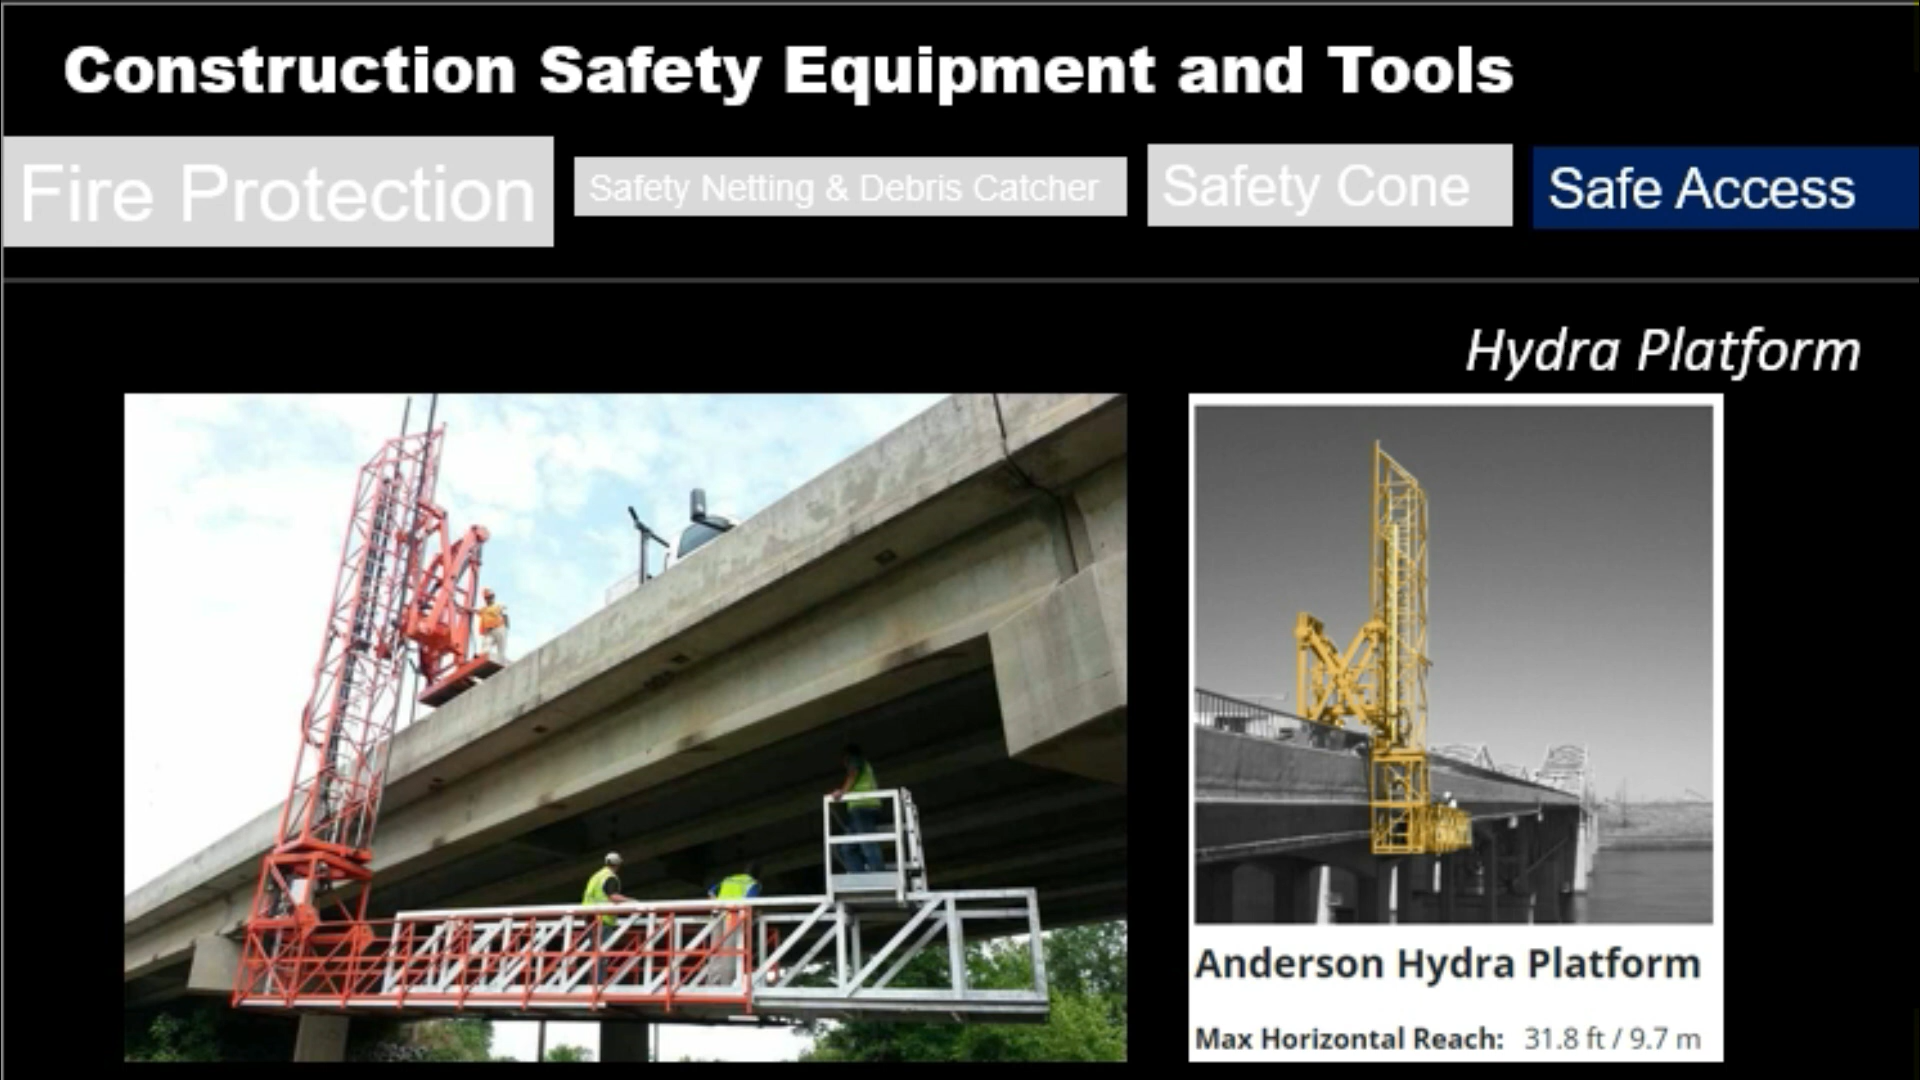 Construction Safety Equipment and Tools
Fire Protection
Safety Netting & Debris Catcher
Safety Cone
Safe Access
Hydra Platform
Anderson Hydra Platform
Max Horizontal Reach: 31.8 ft / 9.7 m